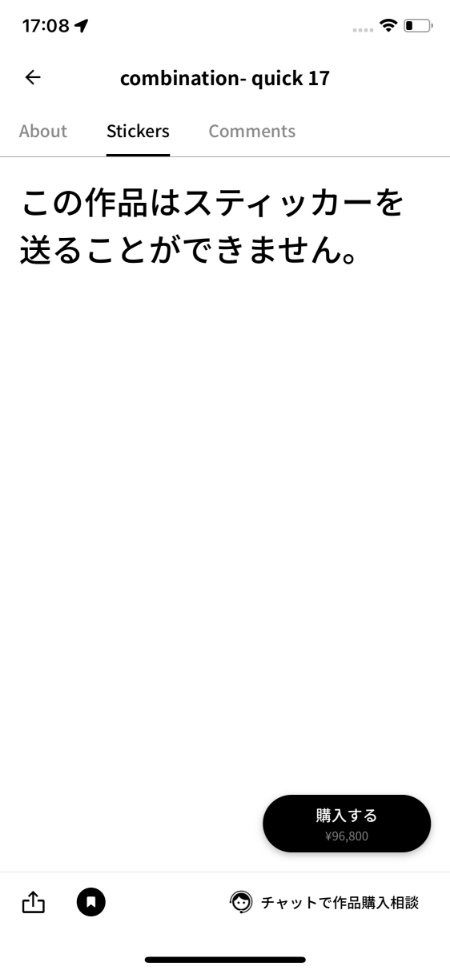 17:08
combination- quick 17
About Stickers Comments
この作品はスティッカーを
送ることができません。
購入する
¥96,800
チャットで作品購入相談